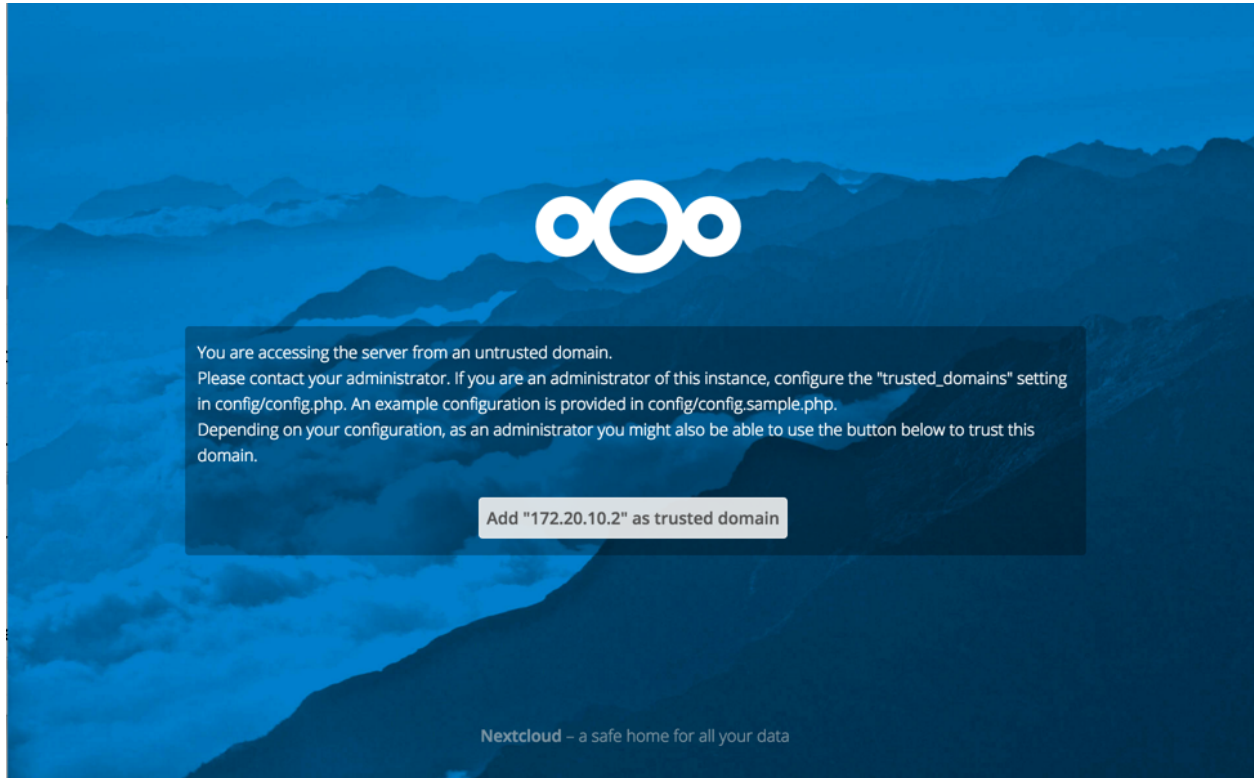 You are accessing the server from an untrusted domain.
Please contact your administrator. If you are an administrator of this instance, configure the "trusted_domains" setting
in config/config.php. An example configuration is provided in config/config.sample.php.
Depending on your configuration, as an administrator you might also be able to use the button below to trust this
domain.
Add "172.20.10.2" as trusted domain
Nextcloud – a safe home for all your data